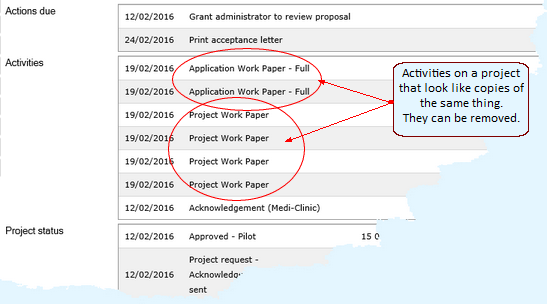 Actions due
12/02/2016 Grant administrator to review proposal
24/02/2016 Print acceptance letter
Activities
19/02/2016 Application Work Paper - Full
19/02/2016 Application Work Paper - Full
19/02/2016 Project Work Paper
19/02/2016 Project Work Paper
19/02/2016 Project Work Paper
19/02/2016 Project Work Paper
12/02/2016 Acknowledgement (Medi-Clinic)
Activities on a project
that look like copies of
the same thing.
They can be removed.
Project status
12/02/2016 Approved - Pilot 15 0
Project request -
12/02/2016
sent